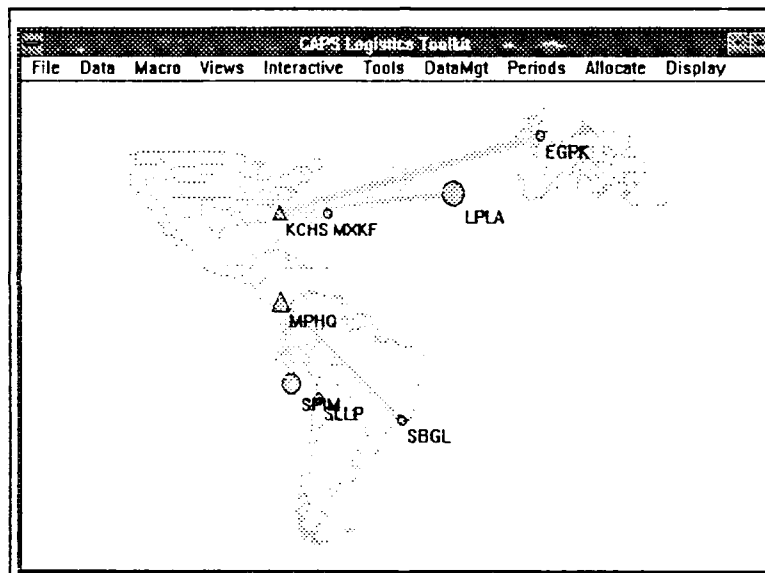 CAPS Logistics Toolkit
File Data Macro Views Interactive Tools DataMgt Periods Allocate Display
EGPK
LPLA
KCHS MXKF
MPHO
SPIM
SLLP
SBGL